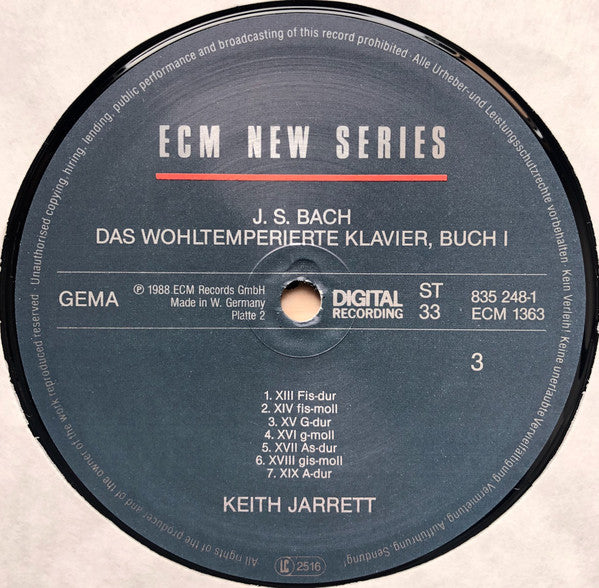 Unauthorised copying, hiring, lending, public performance and broadcasting of this record prohibited · Alle Urheber- und Leistungsschutzrechte vorbehalten · Kein Verleih! Keine unerlaubte Vervielfältigung, Vermietung, Aufführung, Sendung!
All rights of the producer and of the owner of the work reproduced reserved ·
ECM NEW SERIES
J. S. BACH
DAS WOHLTEMPERIERTE KLAVIER, BUCH I
GEMA
℗ 1988 ECM Records GmbH
Made in W. Germany
Platte 2
DIGITAL
RECORDING
ST
33
835 248-1
ECM 1363
3
1. XIII Fis-dur
2. XIV fis-moll
3. XV G-dur
4. XVI g-moll
5. XVII As-dur
6. XVIII gis-moll
7. XIX A-dur
KEITH JARRETT
LC 2516